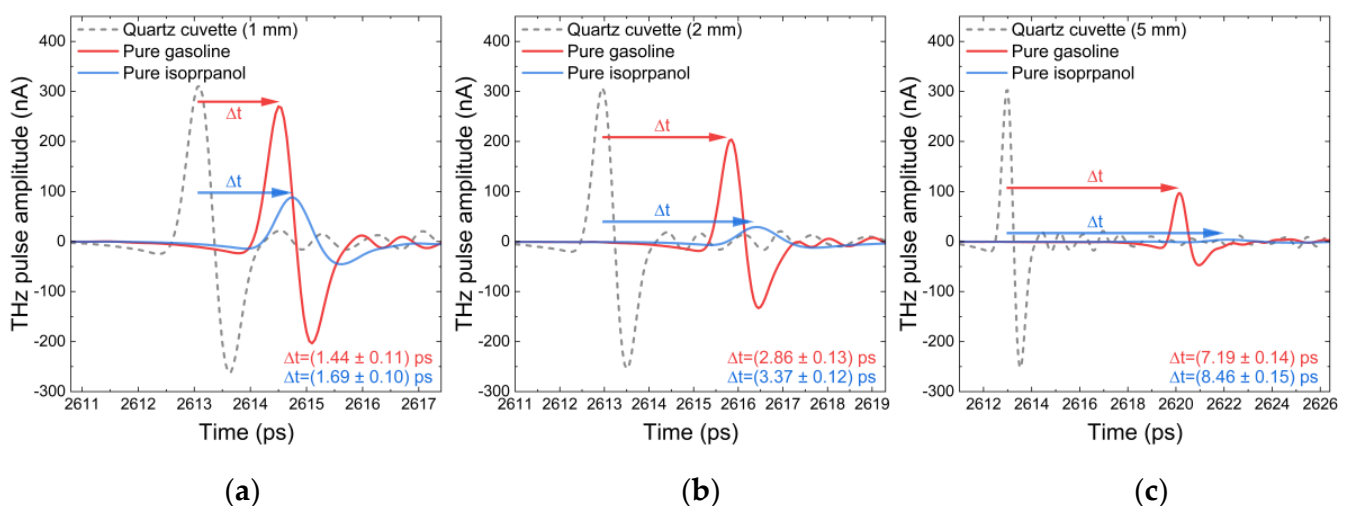 Quartz cuvette (1 mm)
Pure gasoline
Pure isoprpanol
THz pulse amplitude (nA)
400
300
200
100
0
-100
-200
-300
Δt
Δt
Δt=(1.44 ± 0.11) ps
Δt=(1.69 ± 0.10) ps
2611 2612 2613 2614 2615 2616 2617
Time (ps)
(a)
Quartz cuvette (2 mm)
Pure gasoline
Pure isoprpanol
THz pulse amplitude (nA)
400
300
200
100
0
-100
-200
-300
Δt
Δt
Δt=(2.86 ± 0.13) ps
Δt=(3.37 ± 0.12) ps
2611 2612 2613 2614 2615 2616 2617 2618 2619
Time (ps)
(b)
Quartz cuvette (5 mm)
Pure gasoline
Pure isoprpanol
THz pulse amplitude (nA)
400
300
200
100
0
-100
-200
-300
Δt
Δt
Δt=(7.19 ± 0.14) ps
Δt=(8.46 ± 0.15) ps
2612 2614 2616 2618 2620 2622 2624 2626
Time (ps)
(c)